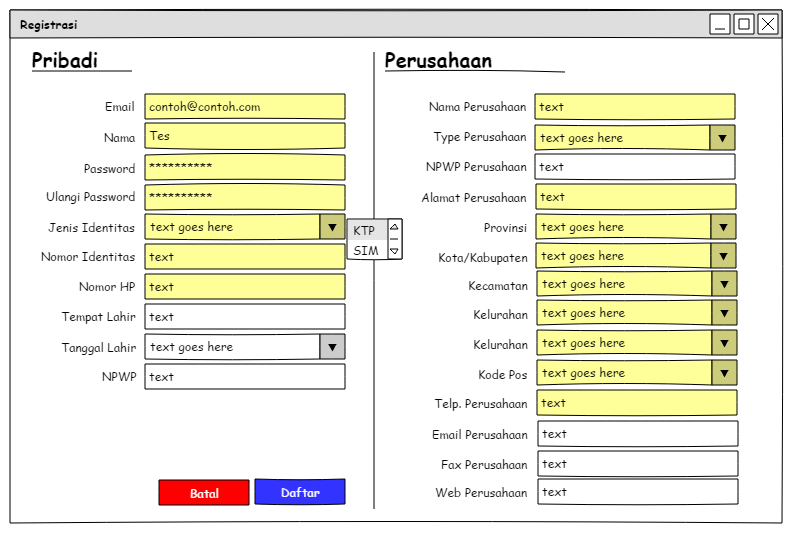 Registrasi
Pribadi
Email contoh@contoh.com
Nama Tes
Password **********
Ulangi Password **********
Jenis Identitas text goes here
KTP
SIM
Nomor Identitas text
Nomor HP text
Tempat Lahir text
Tanggal Lahir text goes here
NPWP text
Batal Daftar
Perusahaan
Nama Perusahaan text
Type Perusahaan text goes here
NPWP Perusahaan text
Alamat Perusahaan text
Provinsi text goes here
Kota/Kabupaten text goes here
Kecamatan text goes here
Kelurahan text goes here
Kelurahan text goes here
Kode Pos text goes here
Telp. Perusahaan text
Email Perusahaan text
Fax Perusahaan text
Web Perusahaan text